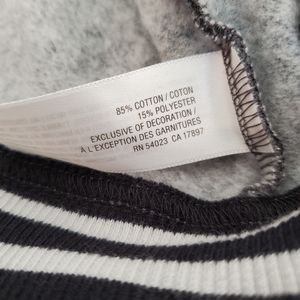 85% COTTON / COTON
15% POLYESTER
EXCLUSIVE OF DECORATION /
À L'EXCEPTION DES GARNITURES
RN 54023 CA 17897